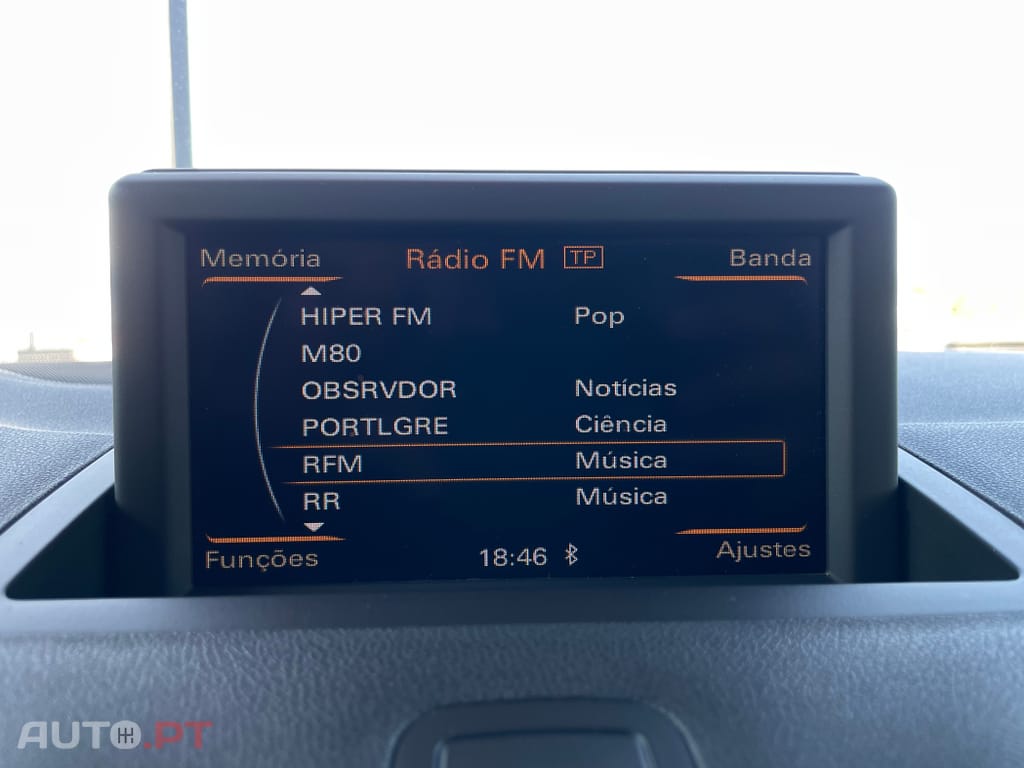 Memória Rádio FM TP Banda
HIPER FM Pop
M80
OBSRVDOR Notícias
PORTLGRE Ciência
RFM Música
RR Música
Funções 18:46 Ajustes
AUTO.PT